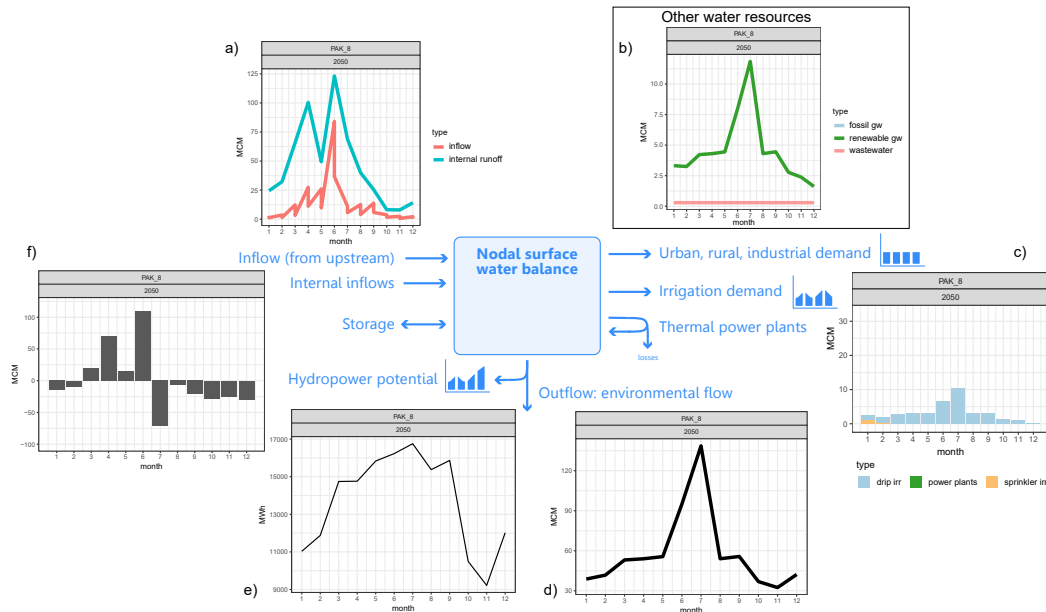 Other water resources
a)
PAK_8
2050
125
100
75
50
25
0
MCM
1 2 3 4 5 6 7 8 9 10 11 12
month
type
inflow
internal runoff
b)
PAK_8
2050
10.0
7.5
5.0
2.5
0.0
MCM
1 2 3 4 5 6 7 8 9 10 11 12
month
type
fossil gw
renewable gw
wastewater
Nodal surface
water balance
Inflow (from upstream)
Internal inflows
Storage
Hydropower potential
Urban, rural, industrial demand
Irrigation demand
Thermal power plants
losses
Outflow: environmental flow
c)
PAK_8
2050
30
20
10
0
MCM
1 2 3 4 5 6 7 8 9 10 11 12
month
type
drip irr
power plants
sprinkler irr
f)
PAK_8
2050
100
50
0
−50
−100
MCM
1 2 3 4 5 6 7 8 9 10 11 12
month
e)
PAK_8
2050
17000
15000
13000
11000
9000
MWh
1 2 3 4 5 6 7 8 9 10 11 12
month
d)
PAK_8
2050
120
90
60
30
MCM
1 2 3 4 5 6 7 8 9 10 11 12
month